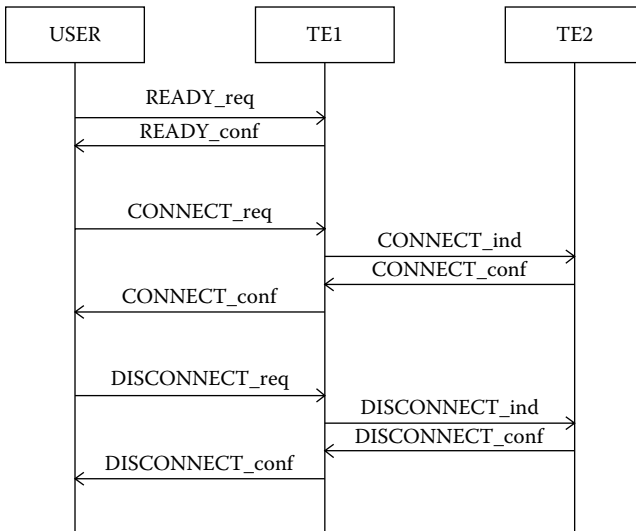 USER TE1 TE2
READY_req
READY_conf
CONNECT_req
CONNECT_ind
CONNECT_conf
CONNECT_conf
DISCONNECT_req
DISCONNECT_ind
DISCONNECT_conf
DISCONNECT_conf